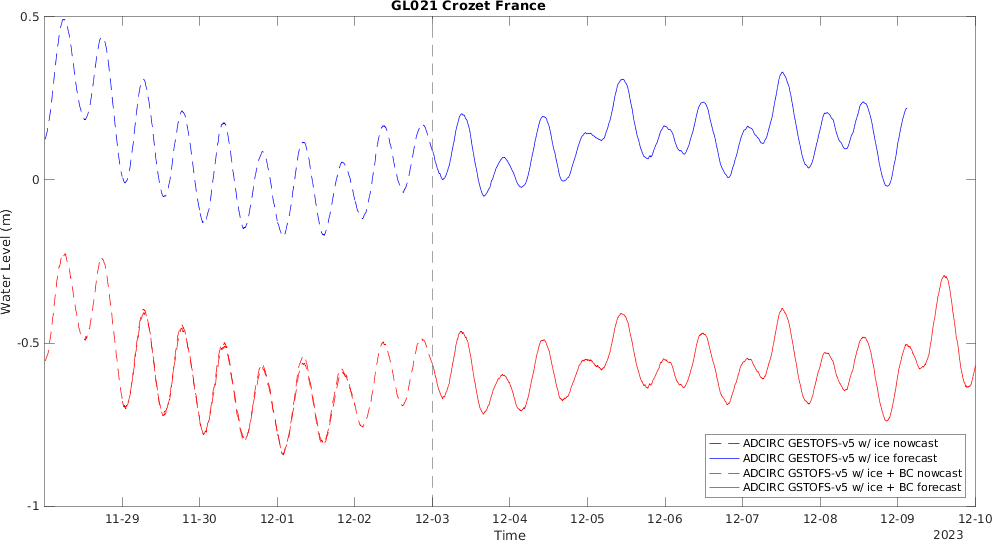 GL021 Crozet France
0.5
0
-0.5
-1
Water Level (m)
ADCIRC GESTOFS-v5 w/ ice nowcast
ADCIRC GESTOFS-v5 w/ ice forecast
ADCIRC GSTOFS-v5 w/ ice + BC nowcast
ADCIRC GSTOFS-v5 w/ ice + BC forecast
11-29 11-30 12-01 12-02 12-03 12-04 12-05 12-06 12-07 12-08 12-09 12-10
Time
2023